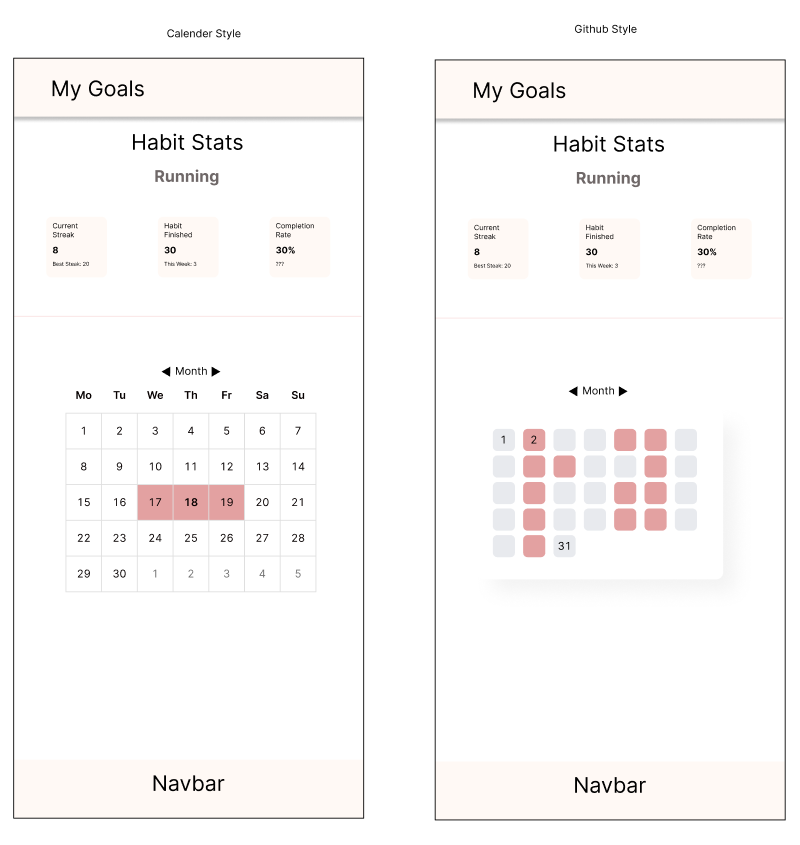 Calender Style
My Goals
Habit Stats
Running
Current
Streak
8
Best Steak: 20
Habit
Finished
30
This Week: 3
Completion
Rate
30%
???
◀ Month ▶
Mo Tu We Th Fr Sa Su
1 2 3 4 5 6 7
8 9 10 11 12 13 14
15 16 17 18 19 20 21
22 23 24 25 26 27 28
29 30 1 2 3 4 5
Navbar
Github Style
My Goals
Habit Stats
Running
Current
Streak
8
Best Steak: 20
Habit
Finished
30
This Week: 3
Completion
Rate
30%
???
◀ Month ▶
1 2
31
Navbar